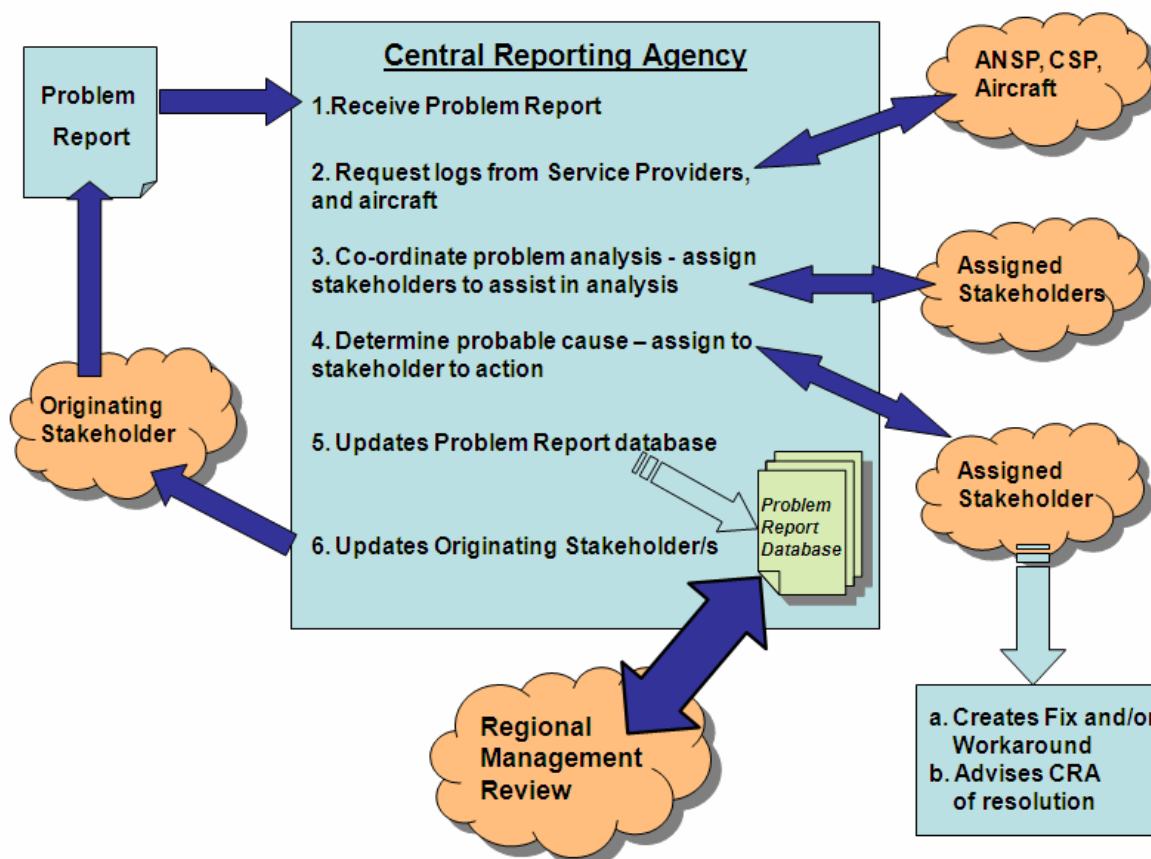 Problem
Report
Central Reporting Agency
1.Receive Problem Report
2. Request logs from Service Providers,
and aircraft
3. Co-ordinate problem analysis - assign
stakeholders to assist in analysis
4. Determine probable cause – assign to
stakeholder to action
5. Updates Problem Report database
6. Updates Originating Stakeholder/s
Problem
Report
Database
ANSP, CSP,
Aircraft
Assigned
Stakeholders
Assigned
Stakeholder
Originating
Stakeholder
Regional
Management
Review
a. Creates Fix and/or
Workaround
b. Advises CRA
of resolution